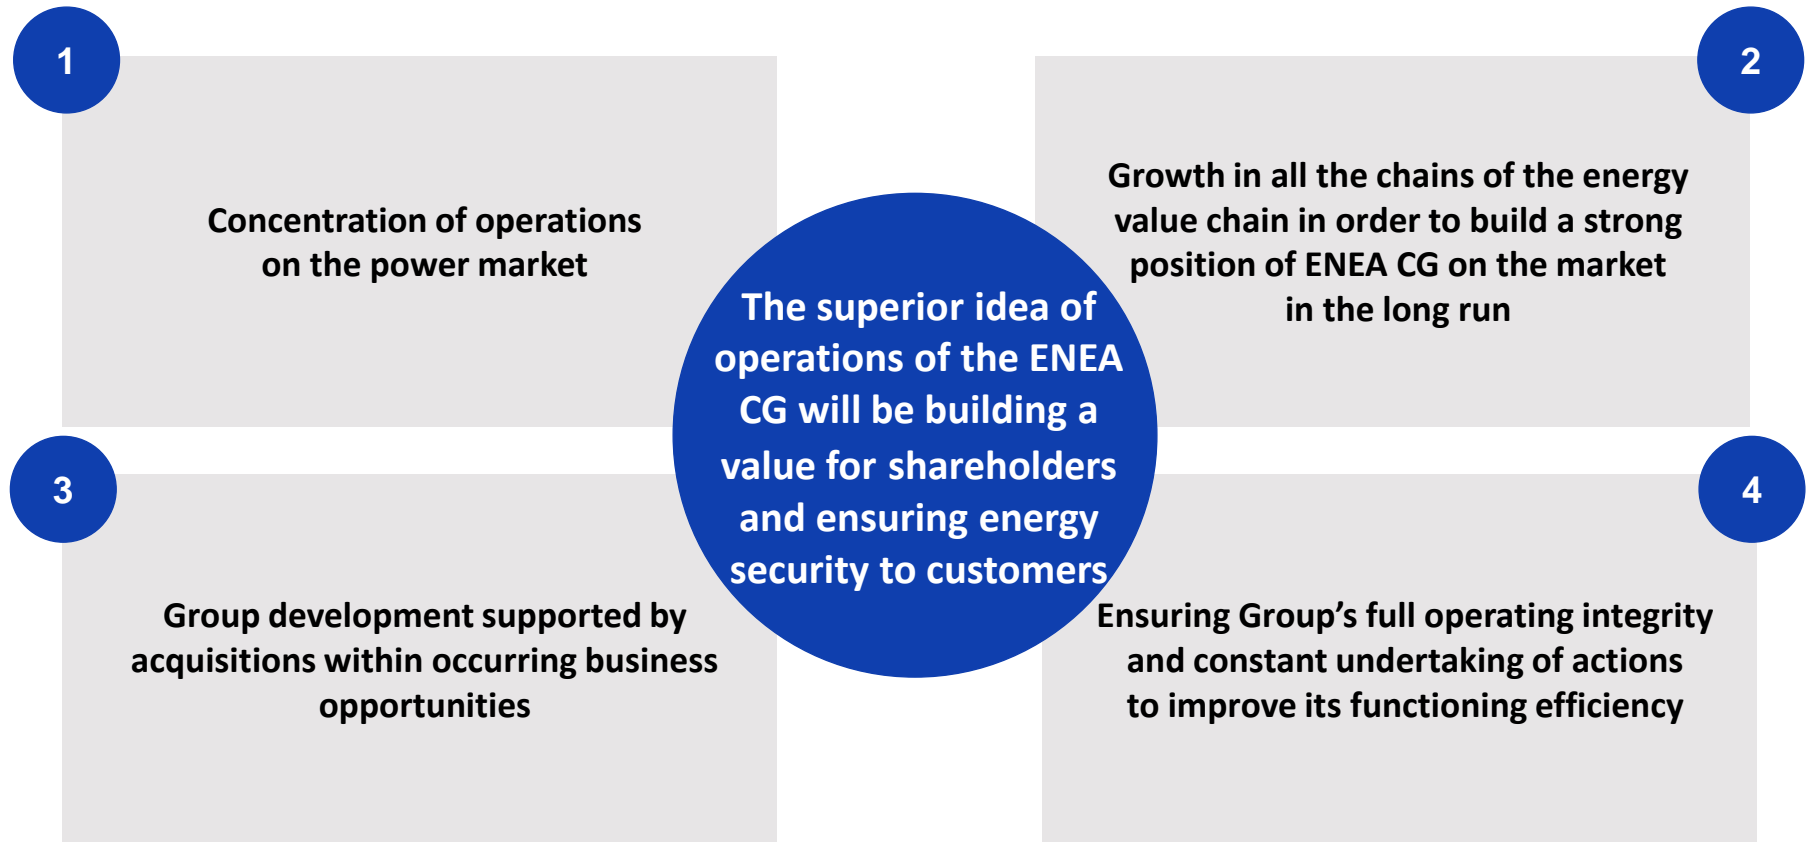 1
Concentration of operations
on the power market
2
Growth in all the chains of the energy
value chain in order to build a strong
position of ENEA CG on the market
in the long run
The superior idea of
operations of the ENEA
CG will be building a
value for shareholders
and ensuring energy
security to customers
3
Group development supported by
acquisitions within occurring business
opportunities
4
Ensuring Group’s full operating integrity
and constant undertaking of actions
to improve its functioning efficiency